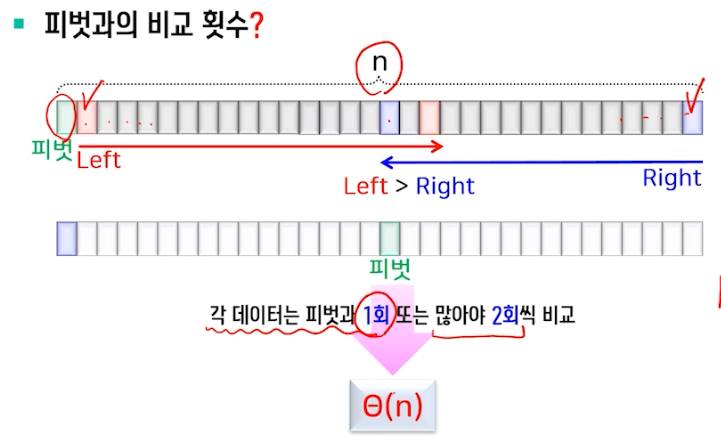 피벗과의 비교 횟수?
n
피벗
Left
Right
Left > Right
피벗
각 데이터는 피벗과 1회 또는 많아야 2회씩 비교
Θ(n)